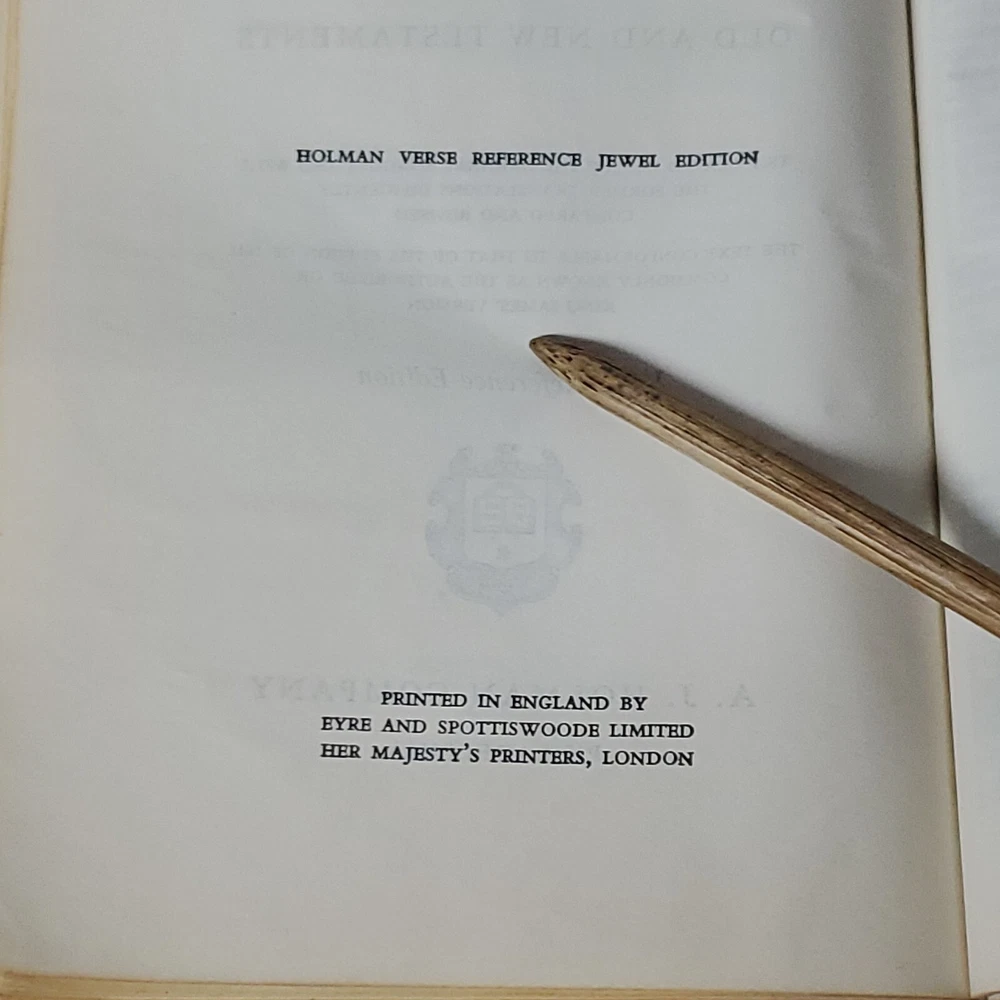 HOLMAN VERSE REFERENCE JEWEL EDITION
PRINTED IN ENGLAND BY
EYRE AND SPOTTISWOODE LIMITED
HER MAJESTY'S PRINTERS, LONDON